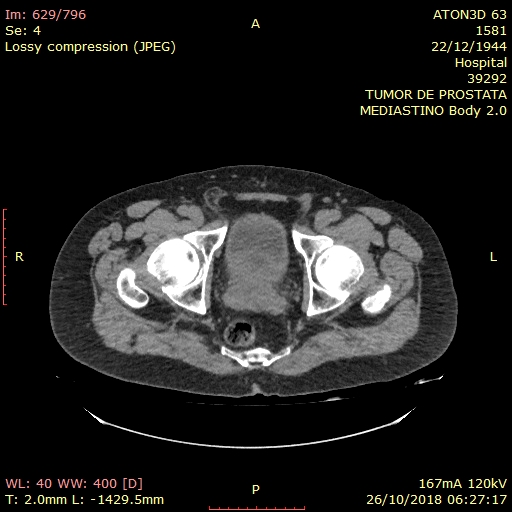 Im: 629/796
Se: 4
Lossy compression (JPEG)
A
ATON3D 63
1581
22/12/1944
Hospital
39292
TUMOR DE PROSTATA
MEDIASTINO Body 2.0
R
L
WL: 40 WW: 400 [D]
T: 2.0mm L: -1429.5mm
P
167mA 120kV
26/10/2018 06:27:17